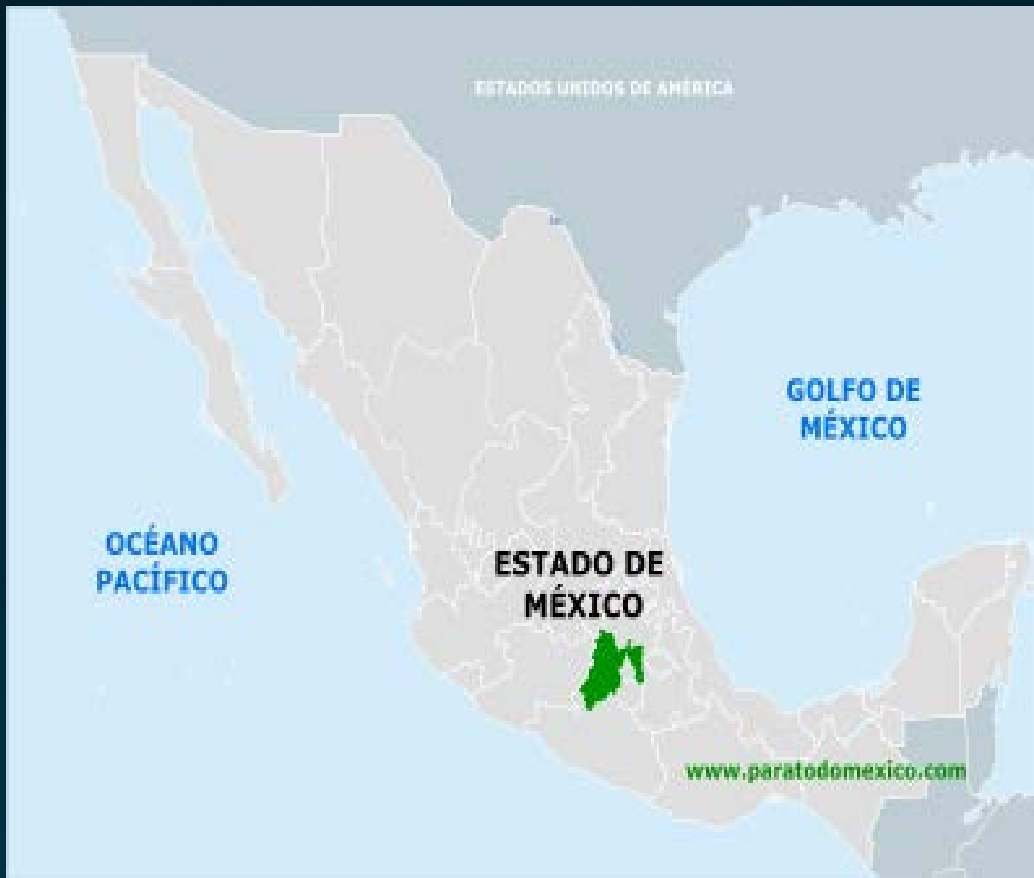 ESTADOS UNIDOS DE AMÉRICA
GOLFO DE
MÉXICO
OCÉANO
PACÍFICO
ESTADO DE
MÉXICO
www.paratodomexico.com